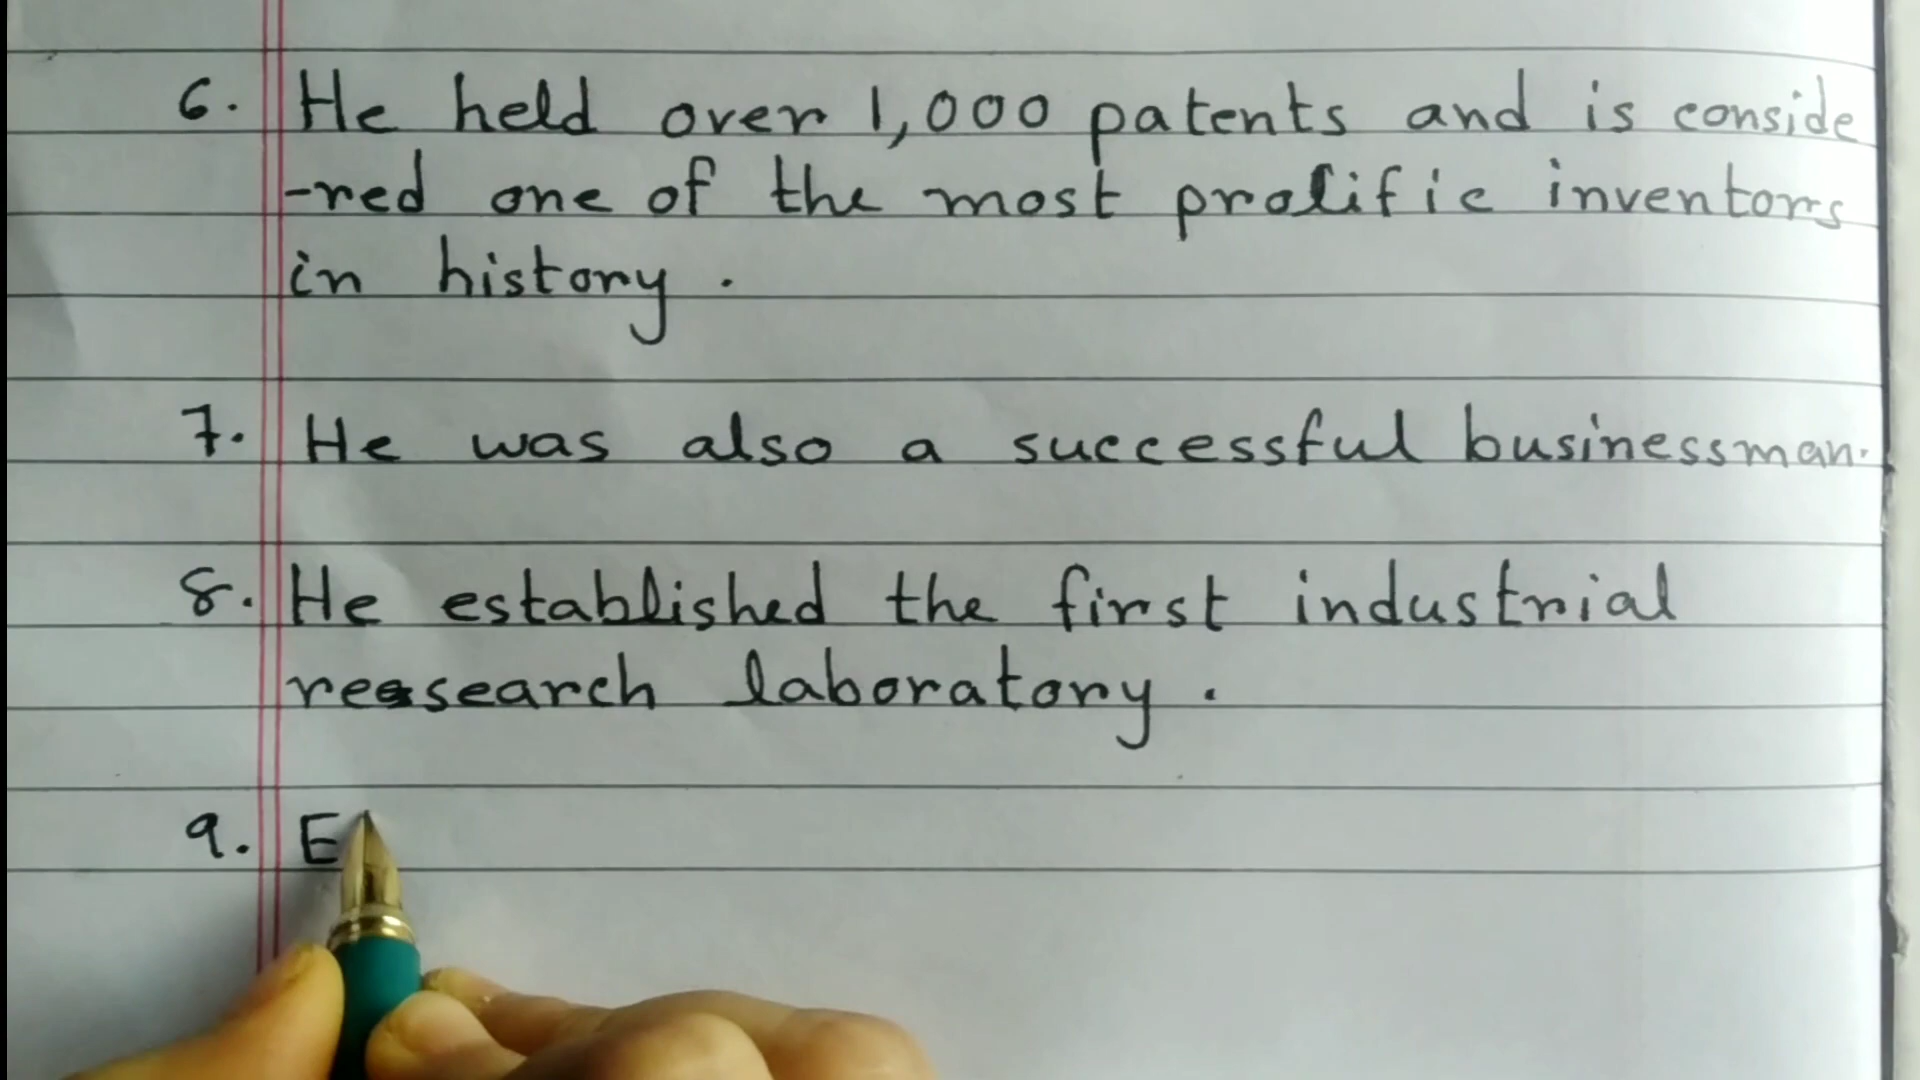 6. He held over 1,000 patents and is conside
-red one of the most prolific inventors
in history.
7. He was also a successful businessman.
8. He established the first industrial
research laboratory.
9. E